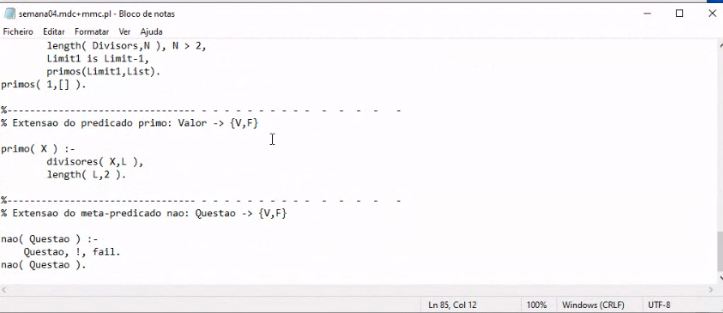 semana04.mdc+mmc.pl - Bloco de notas
Ficheiro Editar Formatar Ver Ajuda
length( Divisors,N ), N > 2,
Limit1 is Limit-1,
primos(Limit1,List).
primos( 1,[] ).
%-------------------------------- - - - - - - - - - - - - - - -
% Extensao do predicado primo: Valor -> {V,F}
primo( X ) :-
divisores( X,L ),
length( L,2 ).
%-------------------------------- - - - - - - - - - - - - - - -
% Extensao do meta-predicado nao: Questao -> {V,F}
nao( Questao ) :-
Questao, !, fail.
nao( Questao ).
Ln 85, Col 12 100% Windows (CRLF) UTF-8